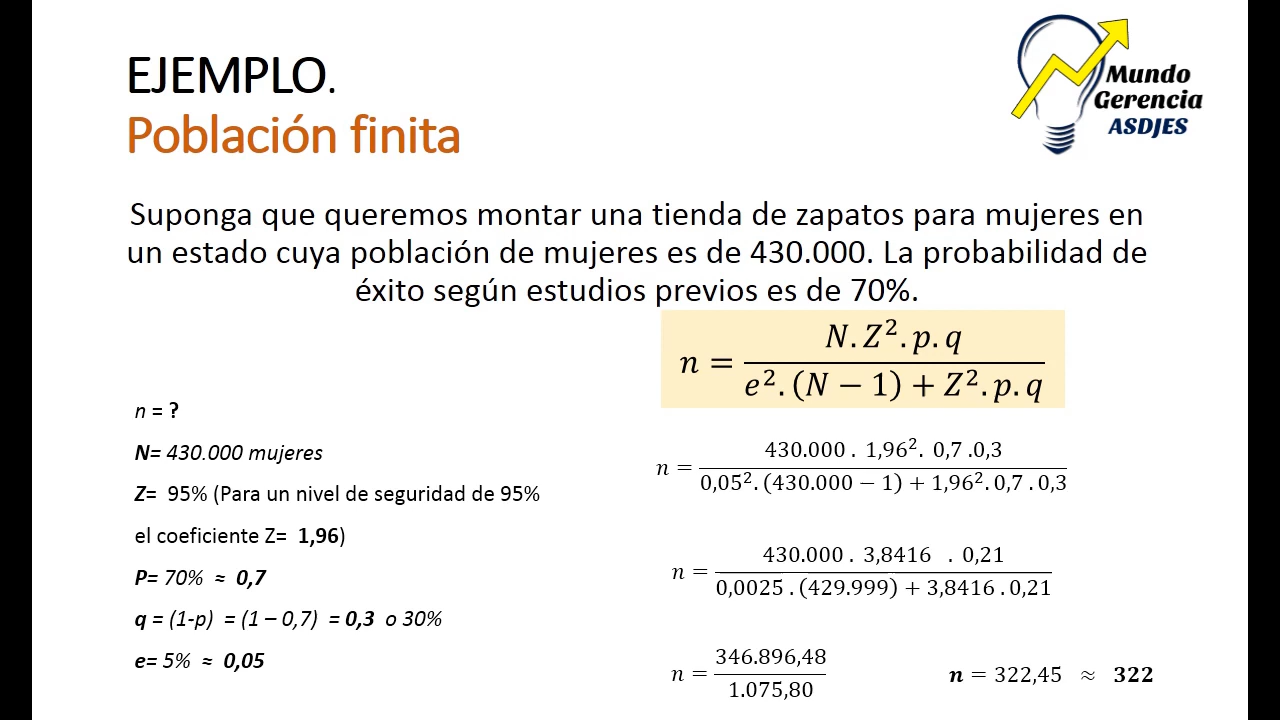 EJEMPLO.
Población finita
Mundo
Gerencia
ASDJES
Suponga que queremos montar una tienda de zapatos para mujeres en
un estado cuya población de mujeres es de 430.000. La probabilidad de
éxito según estudios previos es de 70%.
n = N.Z².p.q / e².(N − 1) + Z².p.q
n = ?
N= 430.000 mujeres
Z=  95% (Para un nivel de seguridad de 95%
el coeficiente Z=  1,96)
P= 70%  ≈  0,7
q = (1-p)  = (1 – 0,7)  = 0,3  o 30%
e= 5%  ≈  0,05
n = 430.000 . 1,96². 0,7 .0,3 / 0,05².(430.000 − 1) + 1,96².0,7 .0,3
n = 430.000 . 3,8416  . 0,21 / 0,0025 .(429.999) + 3,8416 .0,21
n = 346.896,48 / 1.075,80
n = 322,45  ≈  322